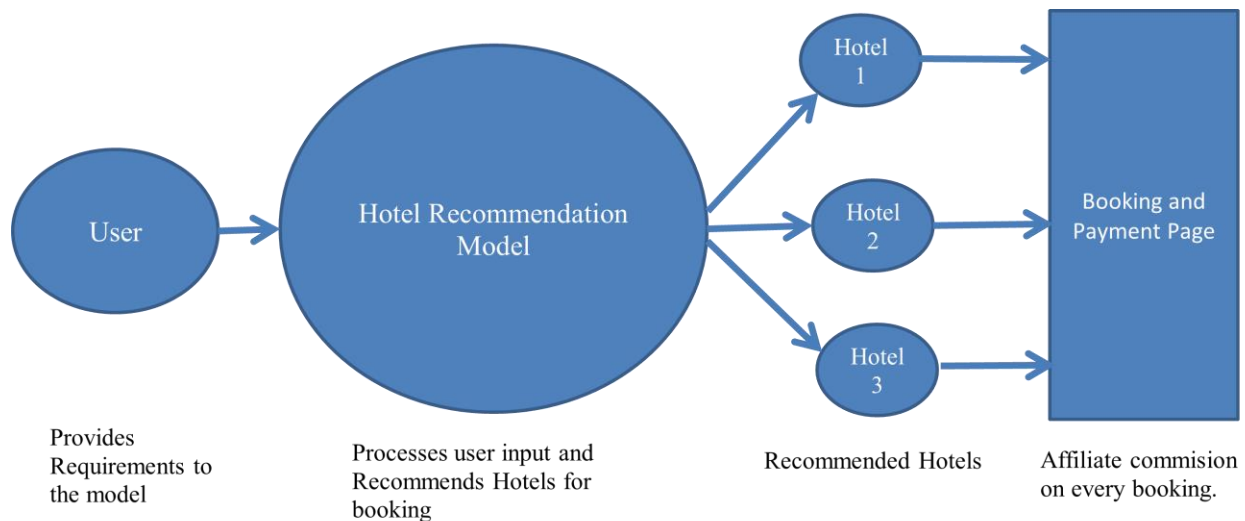 User
Hotel Recommendation
Model
Hotel
1
Hotel
2
Hotel
3
Booking and
Payment Page
Provides
Requirements to
the model
Processes user input and
Recommends Hotels for
booking
Recommended Hotels
Affiliate commision
on every booking.